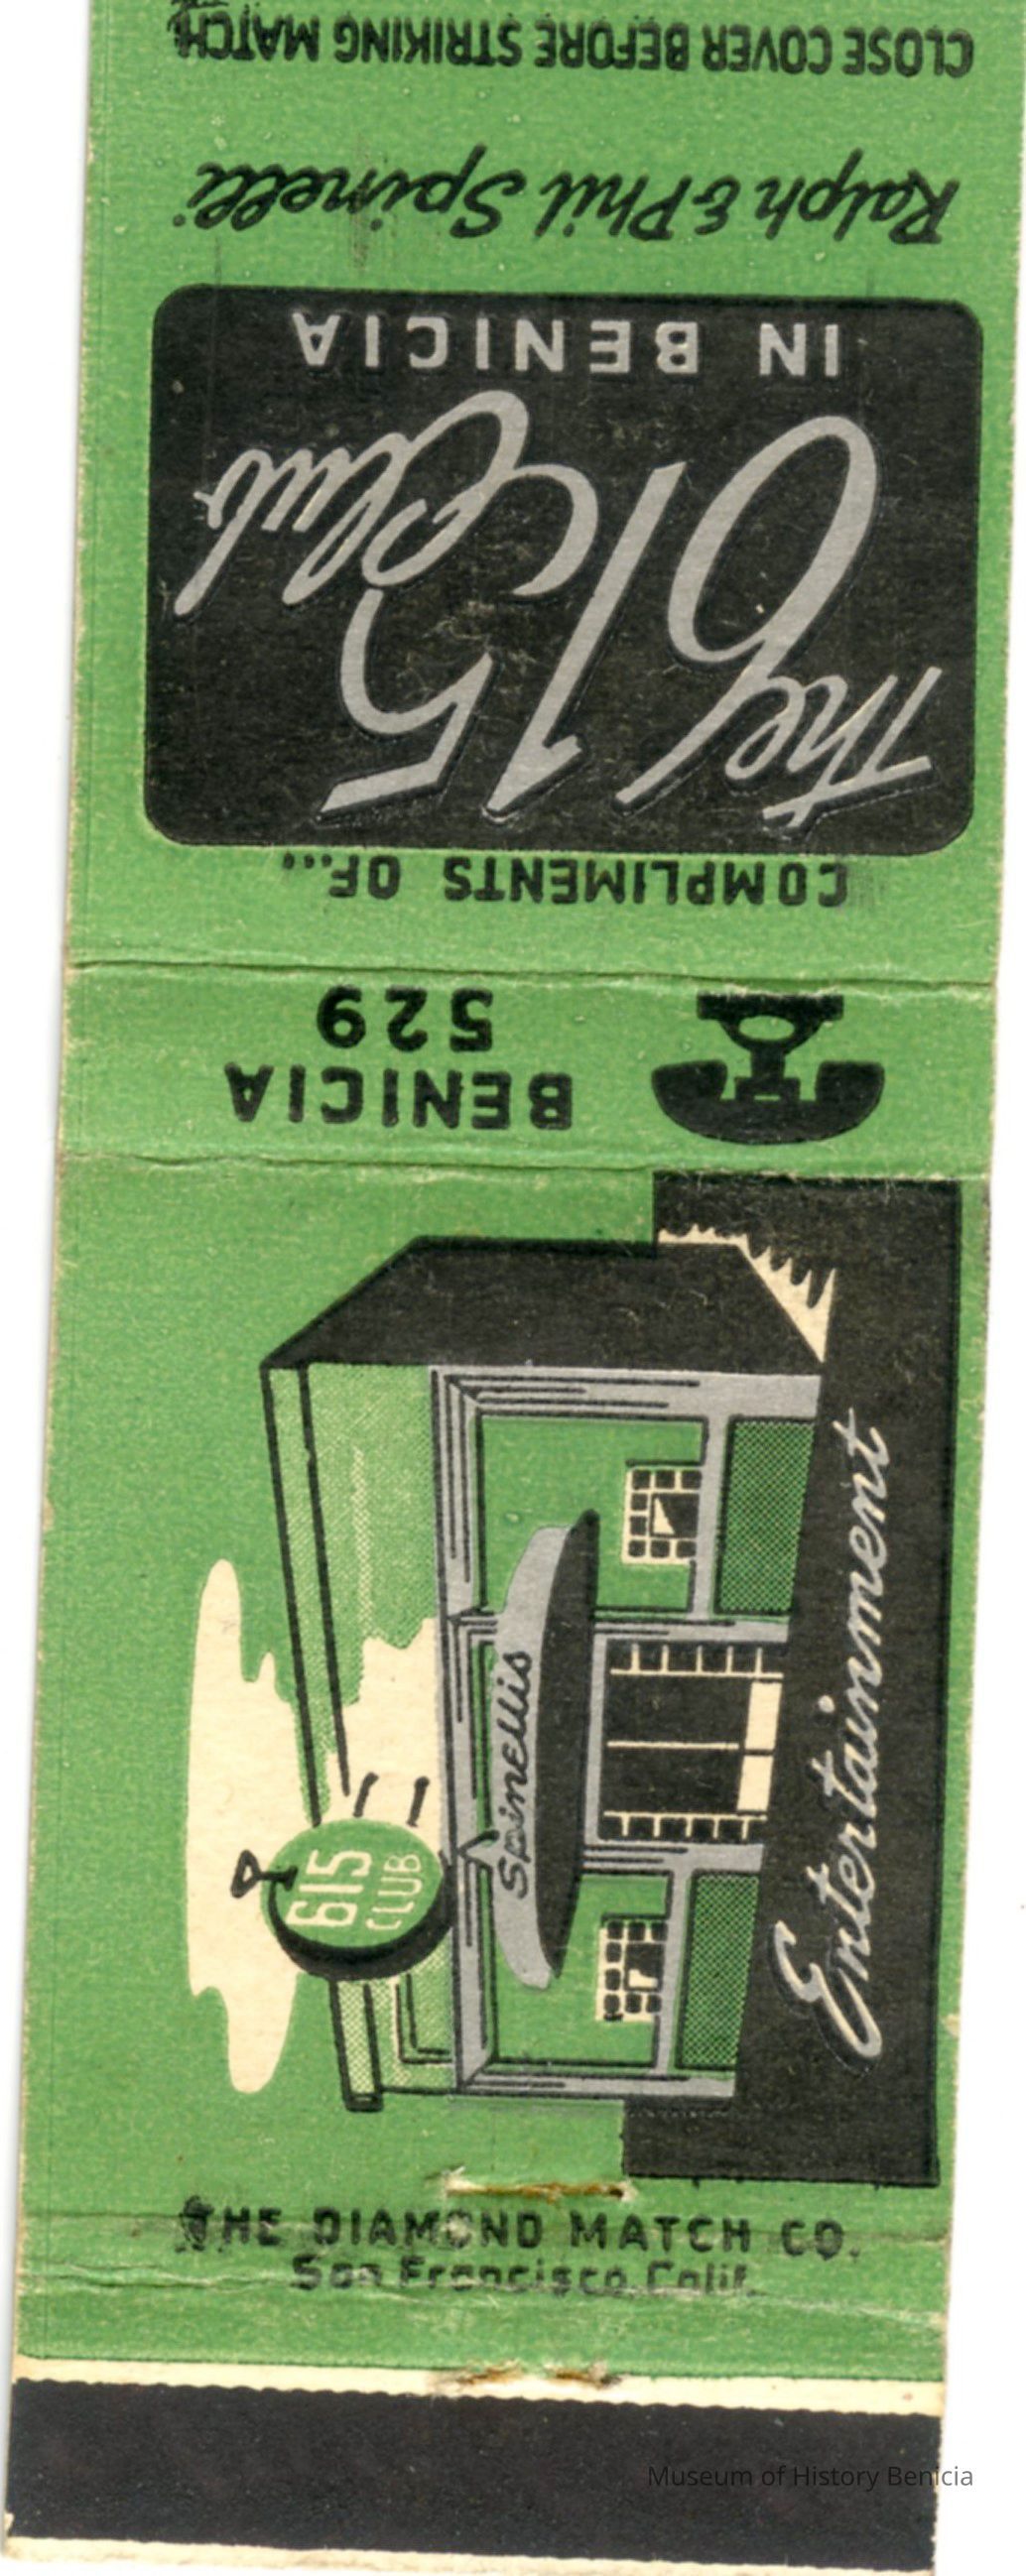 CLOSE COVER BEFORE STRIKING MATCH
Ralph & Phil Spinelli
IN BENICIA
The 615 Club
COMPLIMENTS OF...
BENICIA
529
615
CLUB
Spinellis
Entertainment
THE DIAMOND MATCH CO.
San Francisco Calif.
Museum of History Benicia